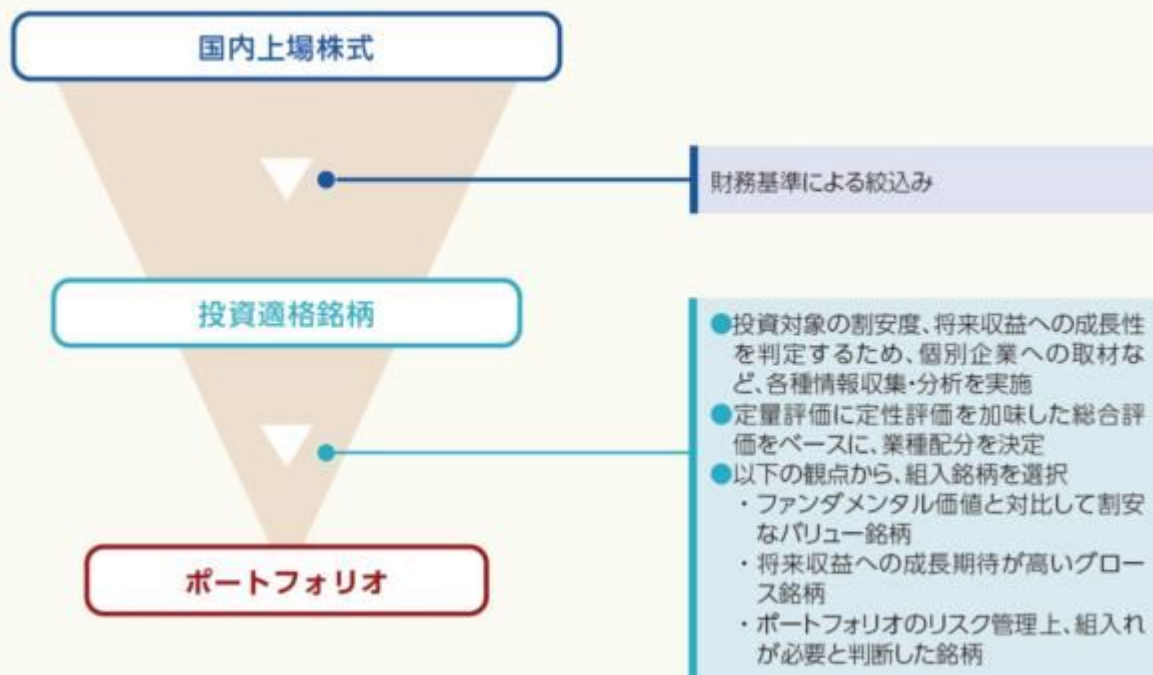 国内上場株式
財務基準による絞込み
投資適格銘柄
●投資対象の割安度、将来収益への成長性
を判定するため、個別企業への取材な
ど、各種情報収集・分析を実施
●定量評価に定性評価を加味した総合評
価をベースに、業種配分を決定
●以下の観点から、組入銘柄を選択
・ファンダメンタル価値と対比して割安
なバリュー銘柄
・将来収益への成長期待が高いグロー
ス銘柄
・ポートフォリオのリスク管理上、組入れ
が必要と判断した銘柄
ポートフォリオ